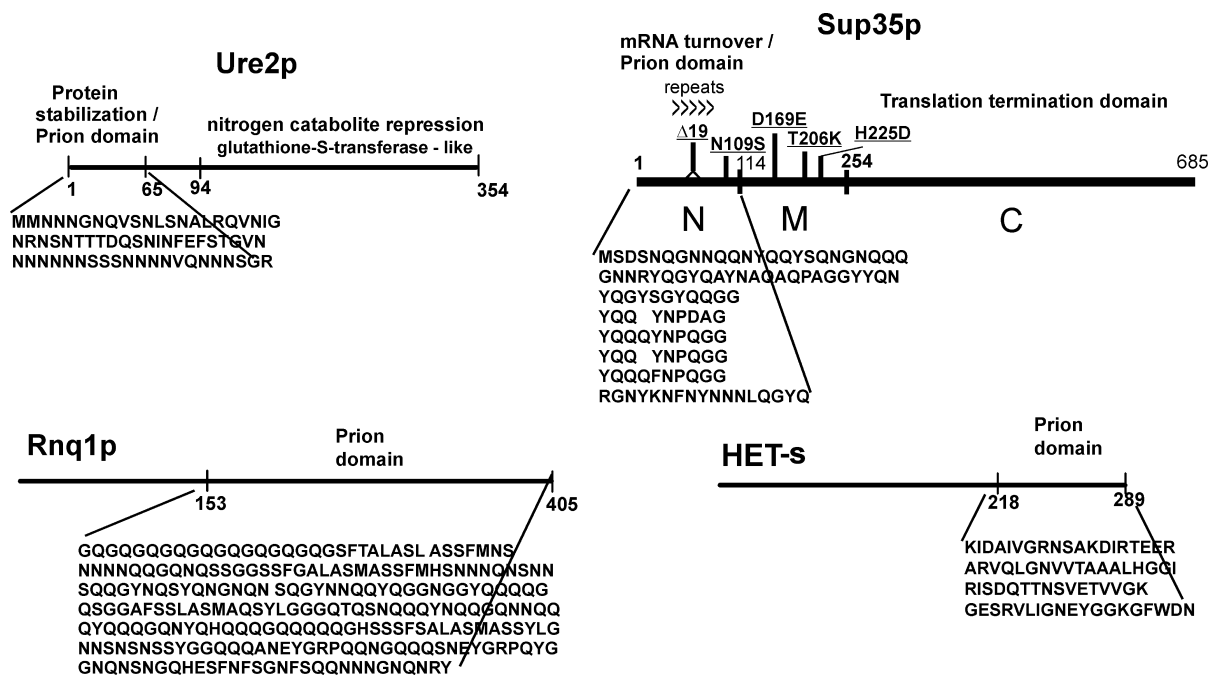 Ure2p
Protein
stabilization /
Prion domain
nitrogen catabolite repression
glutathione-S-transferase - like
1
65
94
354
MMNNNGNQVSNLSNALRQVNIG
NRNSNTTTDQSNINFEFSTGVN
NNNNNNSSSNNNNVQNNNSGR
Sup35p
mRNA turnover /
Prion domain
repeats
>>>>>
Translation termination domain
Δ19
N109S
D169E
T206K
H225D
1
114
254
685
N
M
C
MSDSNQGNNQQNYQQYSQNGNQQQ
GNNRYQGYQAYNAQAQPAGGYYQN
YQGYSGYQQGG
YQQ YNPDAG
YQQQYNPQGG
YQQ YNPQGG
YQQQFNPQGG
RGNYKNFNYNNNLQGYQ
Rnq1p
Prion
domain
153
405
GQGQGQGQGQGQGQGQGQGSFTALASL ASSFMNS
NNNNQQGQNQSSGGSSFGALASMASSFMHSNNNQNSNN
SQQGYNQSYQNGNQN SQGYNNQQYQGGNGGYQQQQG
QSGGAFSSLASMAQSYLGGGQTQSNQQQYNQQGQNNQQ
QYQQQGQNYQHQQQGQQQQQGHSSSFSALASMASSYLG
NNSNSNSSYGGQQQANEYGRPQQNGQQQSNEYGRPQYG
GNQNSNGQHESFNFSGNFSQQNNNGNQNRY
HET-s
Prion
domain
218
289
KIDAIVGRNSAKDIRTEER
ARVQLGNVVTAAALHGGI
RISDQTTNSVETVVGK
GESRVLIGNEYGGKGFWDN